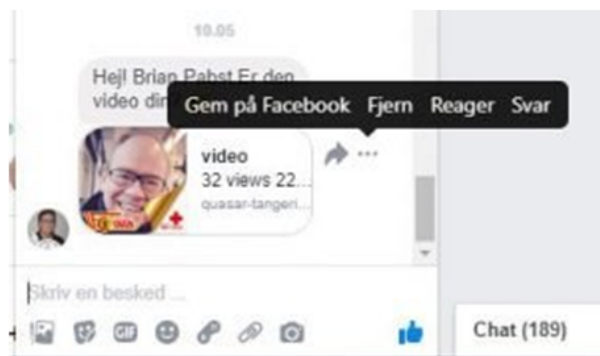 10.05
Hej! Brian Pabst Er den
video din
Gem på Facebook Fjern Reager Svar
video
32 views 22...
quasar-tangeri...
Skriv en besked ...
GIF
Chat (189)